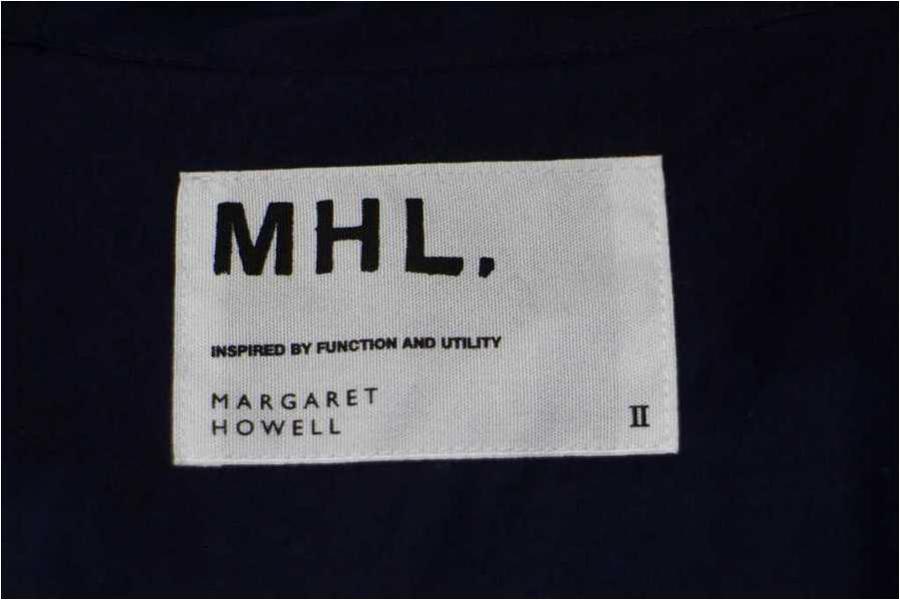 MHL.
INSPIRED BY FUNCTION AND UTILITY
MARGARET
HOWELL
II